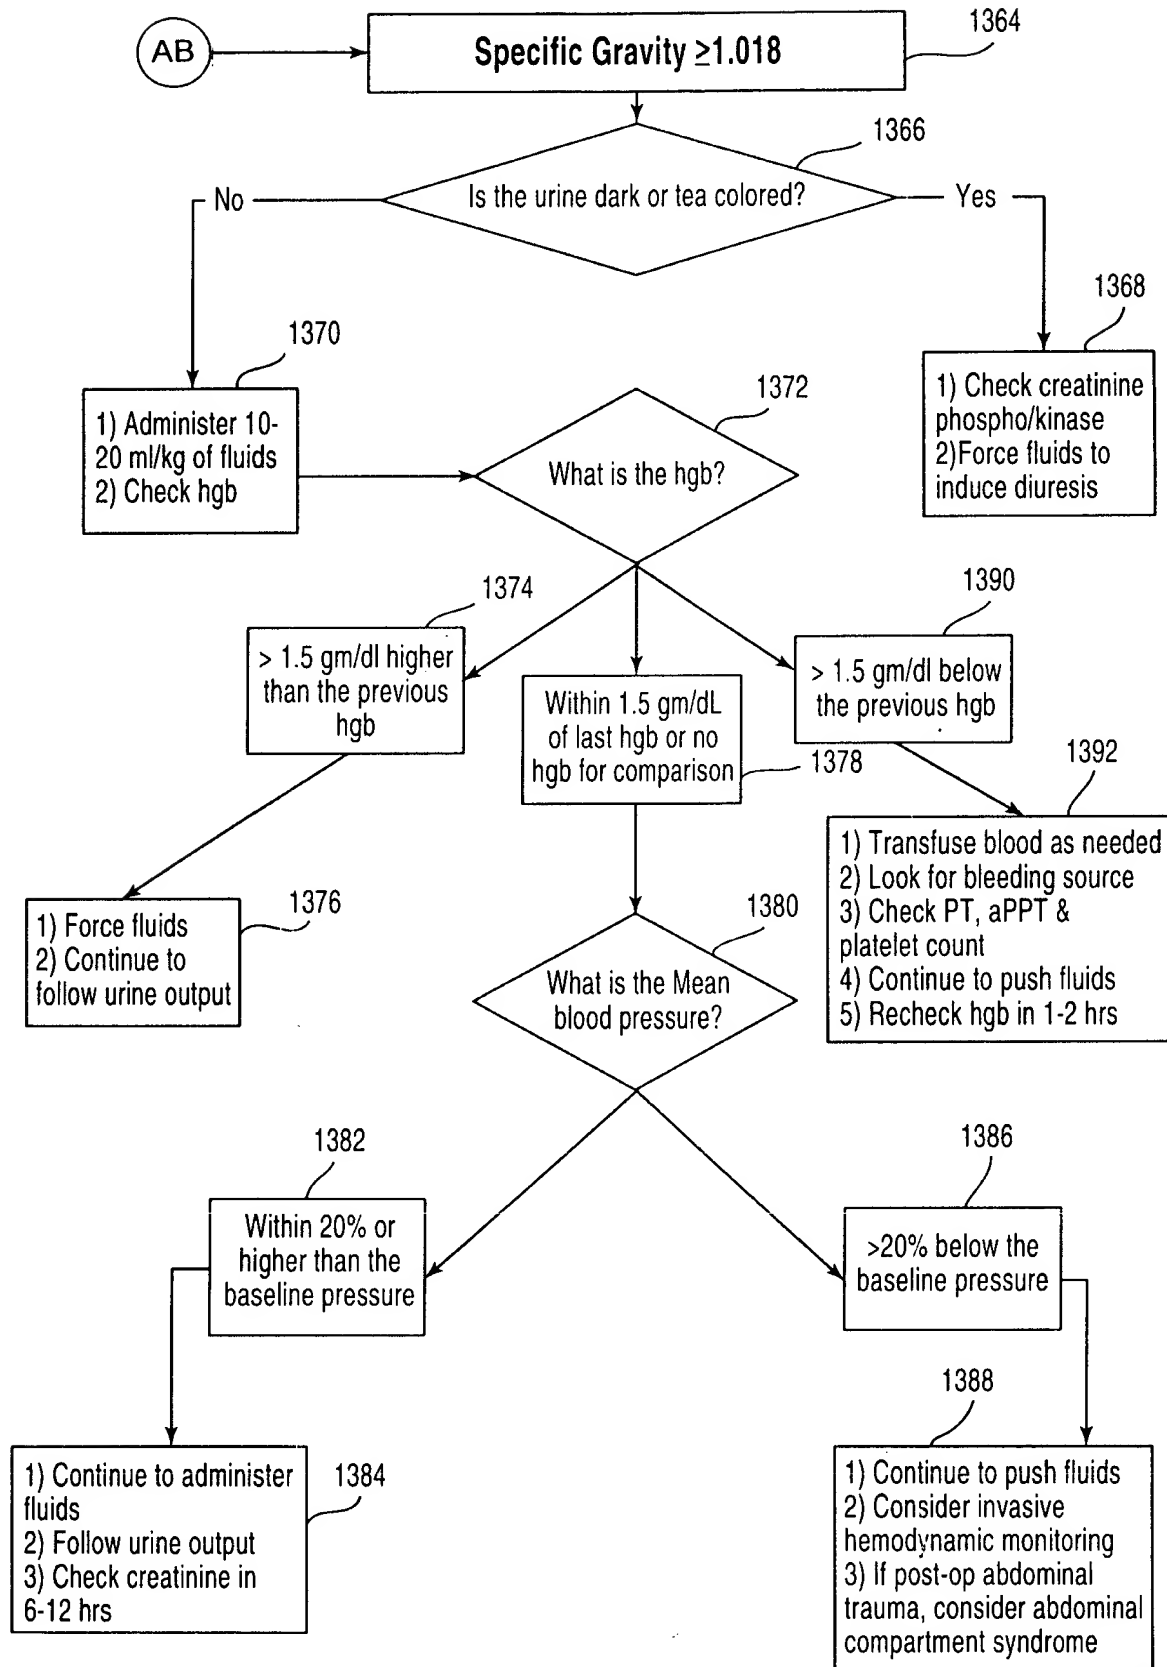 AB
Specific Gravity ≥1.018
1364
1366
Is the urine dark or tea colored?
No
Yes
1368
1) Check creatinine
phospho/kinase
2)Force fluids to
induce diuresis
1370
1) Administer 10-
20 ml/kg of fluids
2) Check hgb
1372
What is the hgb?
1374
> 1.5 gm/dl higher
than the previous
hgb
Within 1.5 gm/dL
of last hgb or no
hgb for comparison
1378
1390
> 1.5 gm/dl below
the previous hgb
1392
1) Transfuse blood as needed
2) Look for bleeding source
3) Check PT, aPPT &
platelet count
4) Continue to push fluids
5) Recheck hgb in 1-2 hrs
1) Force fluids
2) Continue to
follow urine output
1376
1380
What is the Mean
blood pressure?
1382
Within 20% or
higher than the
baseline pressure
1386
>20% below the
baseline pressure
1) Continue to administer
fluids
2) Follow urine output
3) Check creatinine in
6-12 hrs
1384
1388
1) Continue to push fluids
2) Consider invasive
hemodynamic monitoring
3) If post-op abdominal
trauma, consider abdominal
compartment syndrome